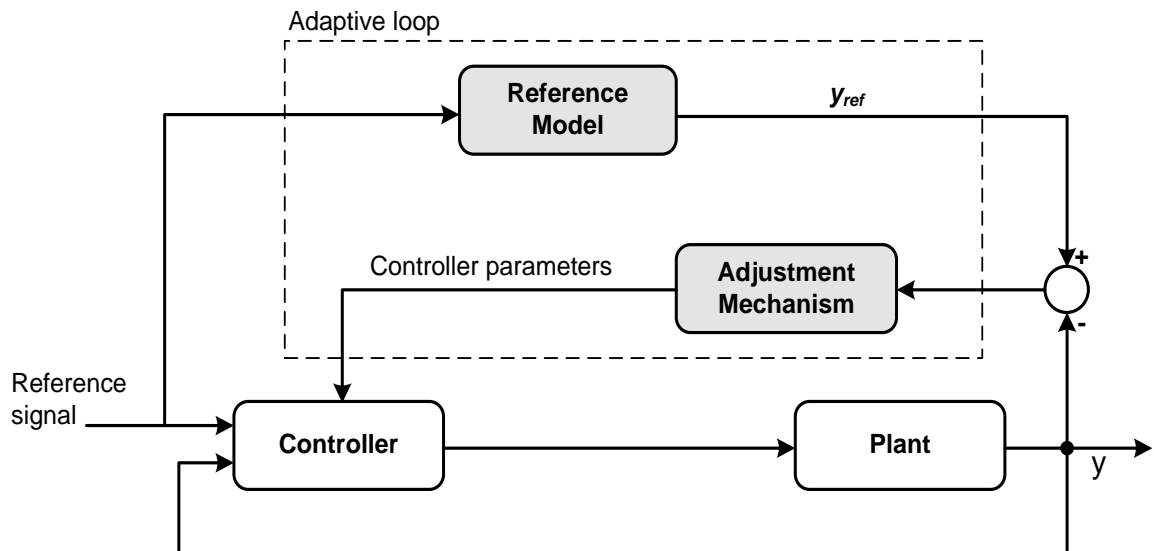 Adaptive loop
Reference
Model
yref
Controller parameters
Adjustment
Mechanism
+
-
Reference
signal
Controller
Plant
y